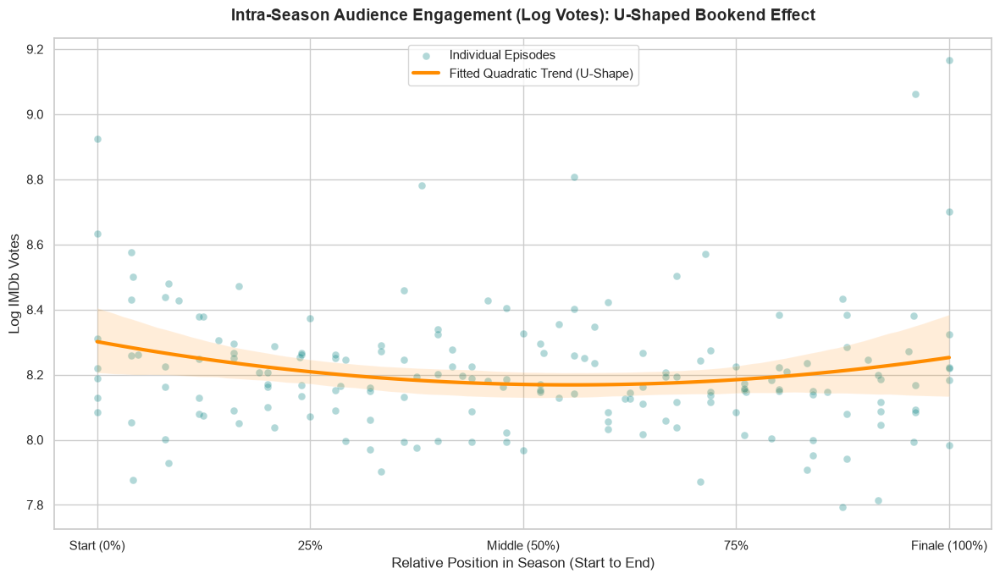 Intra-Season Audience Engagement (Log Votes): U-Shaped Bookend Effect
Individual Episodes
Fitted Quadratic Trend (U-Shape)
Log IMDb Votes
9.2
9.0
8.8
8.6
8.4
8.2
8.0
7.8
Start (0%)
25%
Middle (50%)
75%
Finale (100%)
Relative Position in Season (Start to End)